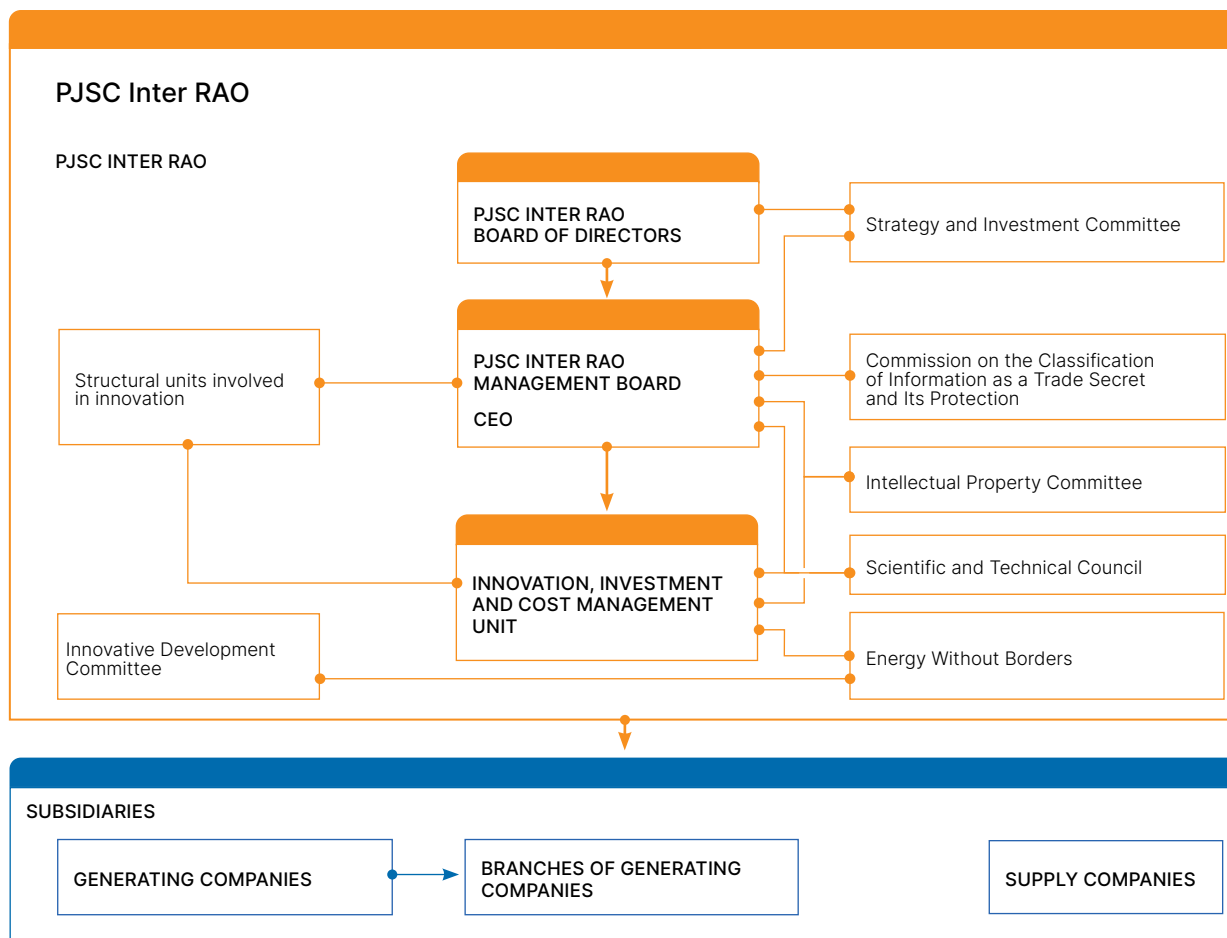 PJSC Inter RAO
PJSC INTER RAO
PJSC INTER RAO
BOARD OF DIRECTORS
Strategy and Investment Committee
Structural units involved
in innovation
PJSC INTER RAO
MANAGEMENT BOARD
CEO
Commission on the Classification
of Information as a Trade Secret
and Its Protection
Intellectual Property Committee
INNOVATION, INVESTMENT
AND COST MANAGEMENT
UNIT
Scientific and Technical Council
Innovative Development
Committee
Energy Without Borders
SUBSIDIARIES
GENERATING COMPANIES
BRANCHES OF GENERATING
COMPANIES
SUPPLY COMPANIES